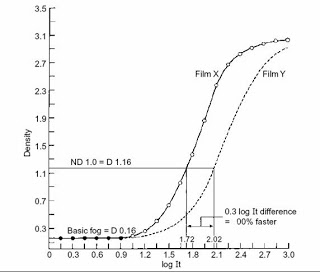 3.5
3.1
2.7
2.3
1.9
1.5
1.1
0.7
0.3
Density
Film X
Film Y
ND 1.0 = D 1.16
Basic fog = D 0.16
0.3 log It difference
= 00% faster
1.72
2.02
0
0.3
0.6
0.9
1.2
1.5
1.8
2.1
2.4
2.7
3.0
log It